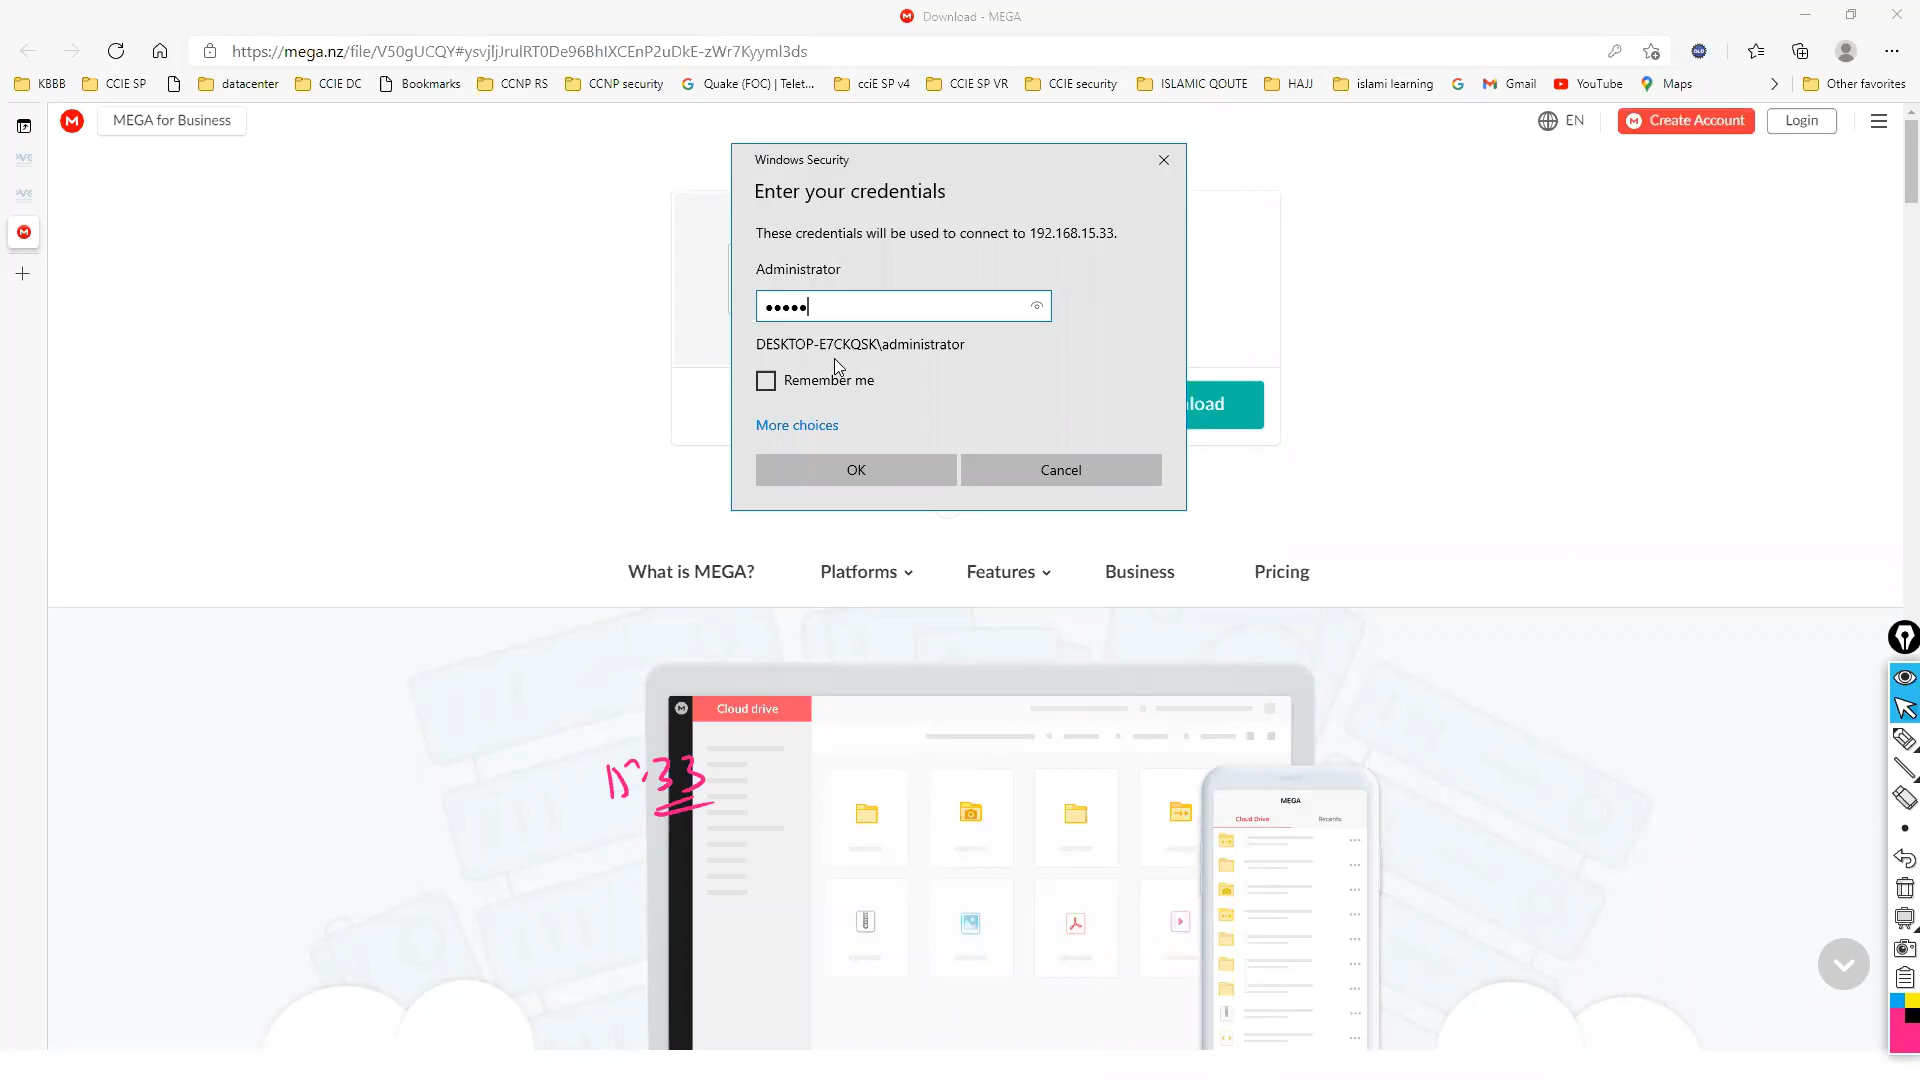 Download - MEGA
https://mega.nz/file/V50gUCQY#ysvjljJrulRT0De96BhIXCEnP2uDkE-zWr7Kyyml3ds
KBBB CCIE SP datacenter CCIE DC Bookmarks CCNP RS CCNP security Quake (FOC) | Telet... cciE SP v4 CCIE SP VR CCIE security ISLAMIC QOUTE HAJJ islami learning Gmail YouTube Maps Other favorites
MEGA for Business EN Create Account Login
Windows Security
Enter your credentials
These credentials will be used to connect to 192.168.15.33.
Administrator
•••••
DESKTOP-E7CKQSK\administrator
Remember me
load
More choices
OK Cancel
What is MEGA? Platforms Features Business Pricing
Cloud drive
15.33
MEGA
Cloud Drive Recents